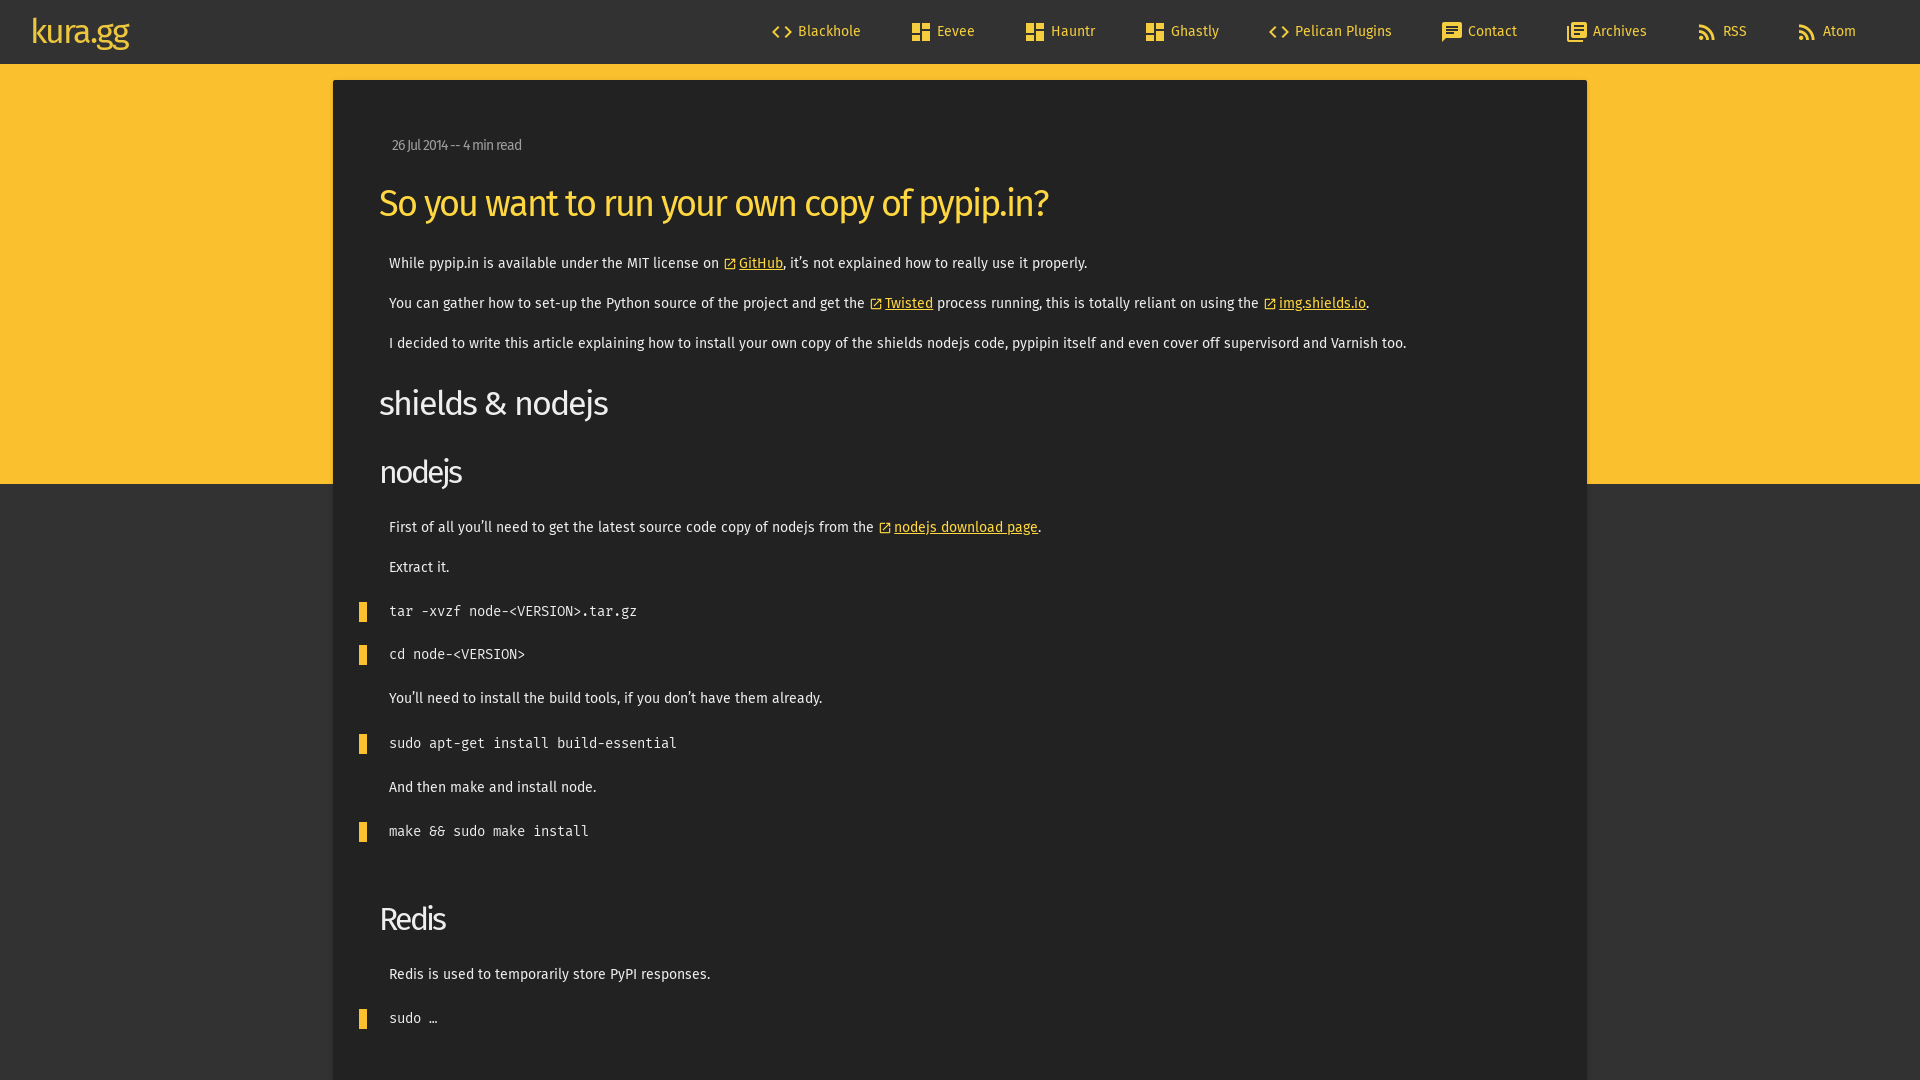 kura.gg
Blackhole
Eevee
Hauntr
Ghastly
Pelican Plugins
Contact
Archives
RSS
Atom
26 Jul 2014 -- 4 min read
So you want to run your own copy of pypip.in?
While pypip.in is available under the MIT license on GitHub, it’s not explained how to really use it properly.
You can gather how to set-up the Python source of the project and get the Twisted process running, this is totally reliant on using the img.shields.io.
I decided to write this article explaining how to install your own copy of the shields nodejs code, pypipin itself and even cover off supervisord and Varnish too.
shields & nodejs
nodejs
First of all you’ll need to get the latest source code copy of nodejs from the nodejs download page.
Extract it.
tar -xvzf node-<VERSION>.tar.gz
cd node-<VERSION>
You’ll need to install the build tools, if you don’t have them already.
sudo apt-get install build-essential
And then make and install node.
make && sudo make install
Redis
Redis is used to temporarily store PyPI responses.
sudo …